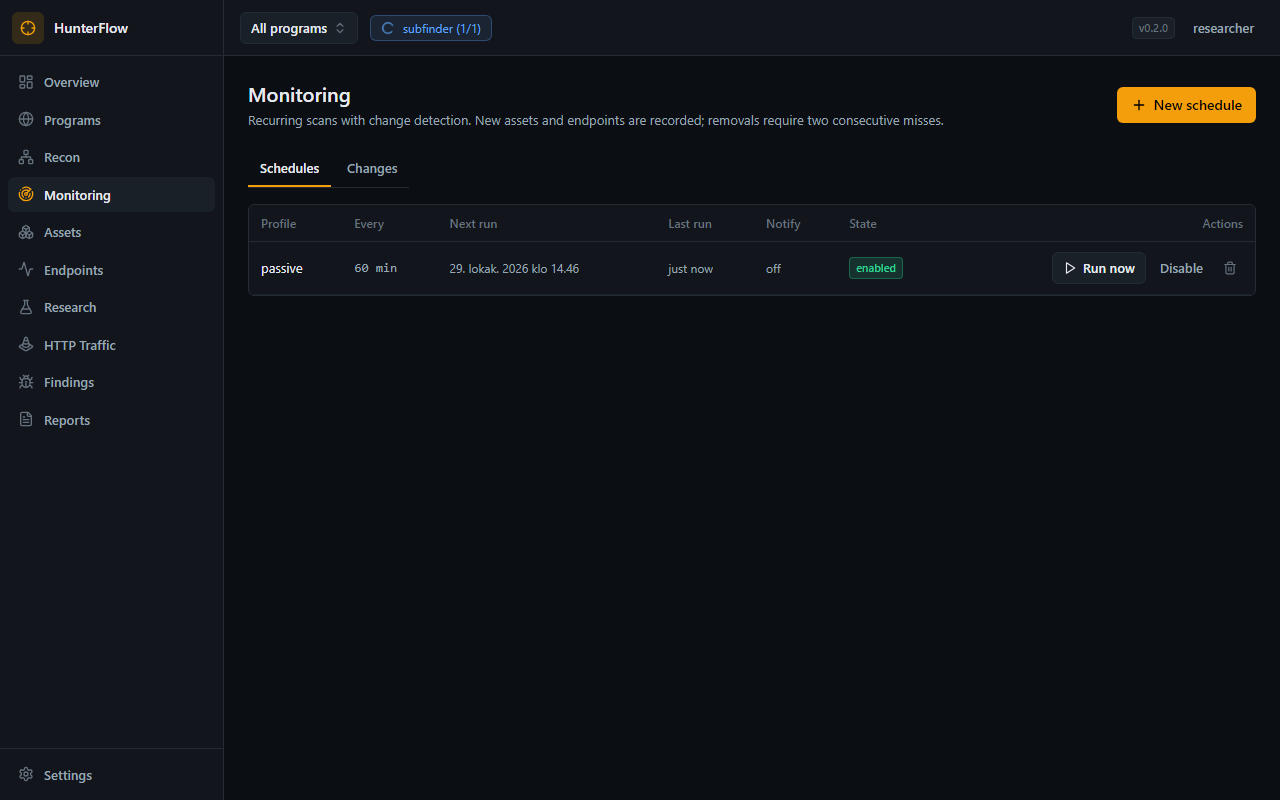 HunterFlow
All programs
subfinder (1/1)
v0.2.0
researcher
Overview
Programs
Recon
Monitoring
Assets
Endpoints
Research
HTTP Traffic
Findings
Reports
Settings
Monitoring
Recurring scans with change detection. New assets and endpoints are recorded; removals require two consecutive misses.
New schedule
Schedules Changes
Profile Every Next run Last run Notify State Actions
passive 60 min 29. lokak. 2026 klo 14.46 just now off enabled Run now Disable